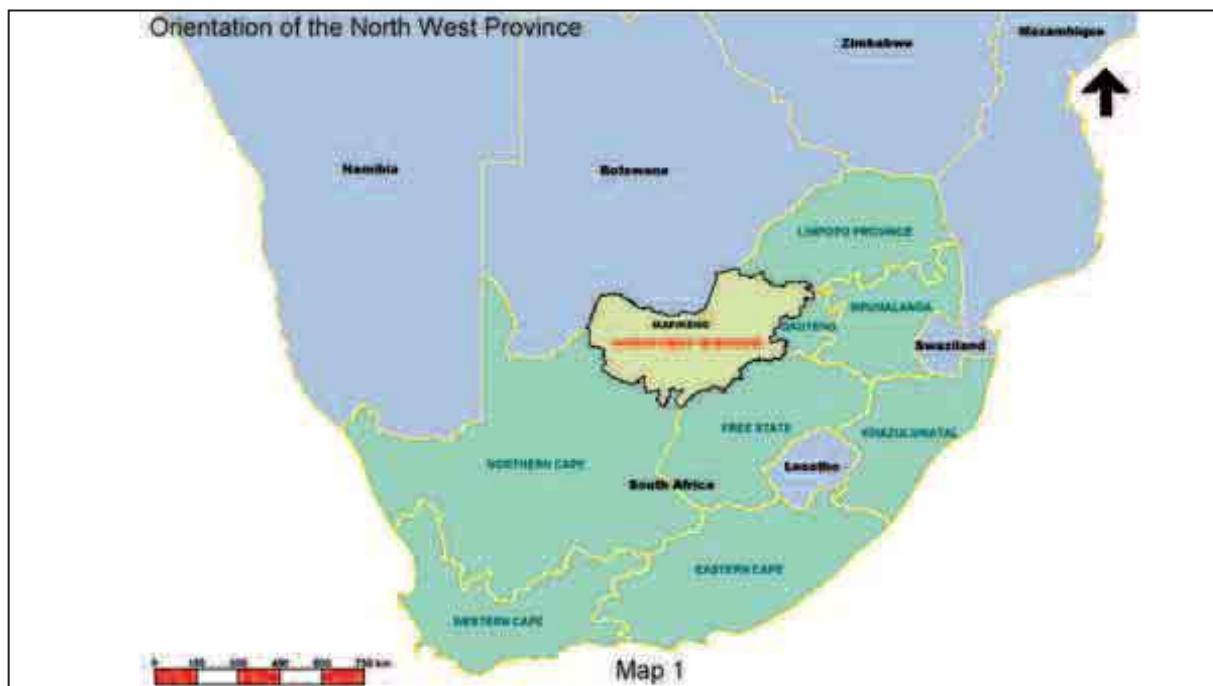 Orientation of the North West Province
Zimbabwe
Mozambique
Namibia
Botswana
LIMPOPO PROVINCE
MPUMALANGA
MAFIKENG
GAUTENG
Swaziland
FREE STATE
KWAZULU-NATAL
NORTHERN CAPE
Lesotho
South Africa
EASTERN CAPE
WESTERN CAPE
Map 1